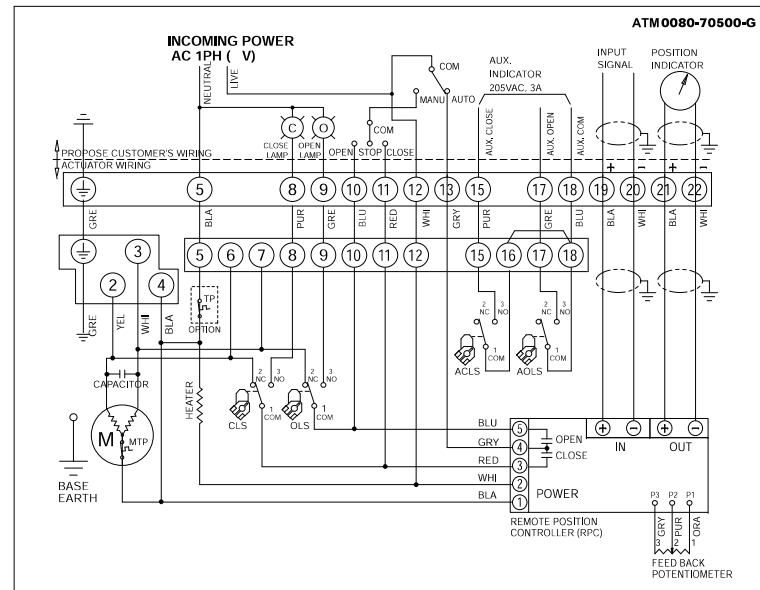 ATM0080-70500-G
INCOMING POWER
AC 1PH ( V)
NEUTRAL
LIVE
COM
MANU AUTO
AUX.
INDICATOR
205VAC, 3A
INPUT
SIGNAL
POSITION
INDICATOR
C
O
CLOSE
LAMP
OPEN
LAMP
COM
OPEN STOP CLOSE
AUX, CLOSE
AUX, OPEN
AUX, COM
PROPOSE CUSTOMER'S WIRING
ACTUATOR WIRING
+ - + -
5 8 9 10 11 12 13 15 17 18 19 20 21 22
GRE BLA PUR GRE BLU RED WHI GRY PUR GRE BLU BLA WHI BLA WHI
3
2 4
5 6 7 8 9 10 11 12 15 16 17 18
GRE YEL WHI BLA
TP
OPTION
2 NC 3 NO
1 COM
ACLS
2 NC 3 NO
1 COM
AOLS
CAPACITOR
HEATER
2 NC 3 NO
1 COM
CLS
2 NC 3 NO
1 COM
OLS
M
MTP
BASE
EARTH
BLU 5
GRY 4
RED 3
WHI 2
BLA 1
OPEN
CLOSE
POWER
+ - + -
IN OUT
P3 P2 P1
GRY PUR ORA
3 2 1
REMOTE POSITION
CONTROLLER (RPC)
FEED BACK
POTENTIOMETER